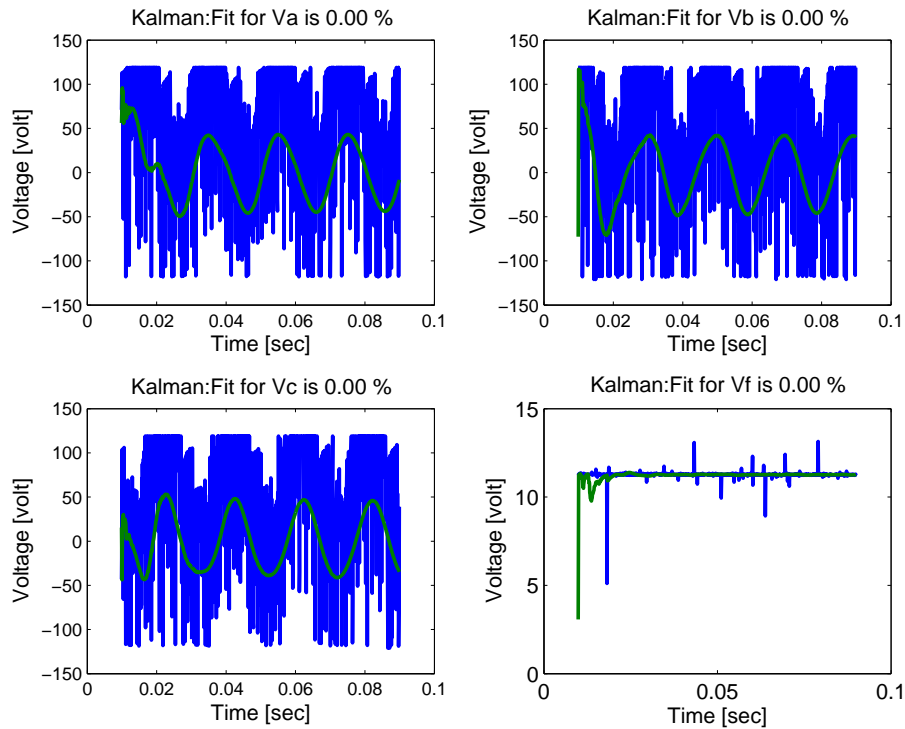 Kalman:Fit for Va is 0.00 %
150
100
50
0
−50
−100
−150
0 0.02 0.04 0.06 0.08 0.1
Voltage [volt]
Time [sec]
Kalman:Fit for Vb is 0.00 %
150
100
50
0
−50
−100
−150
0 0.02 0.04 0.06 0.08 0.1
Voltage [volt]
Time [sec]
Kalman:Fit for Vc is 0.00 %
150
100
50
0
−50
−100
−150
0 0.02 0.04 0.06 0.08 0.1
Voltage [volt]
Time [sec]
Kalman:Fit for Vf is 0.00 %
15
10
5
0
0 0.05 0.1
Voltage [volt]
Time [sec]